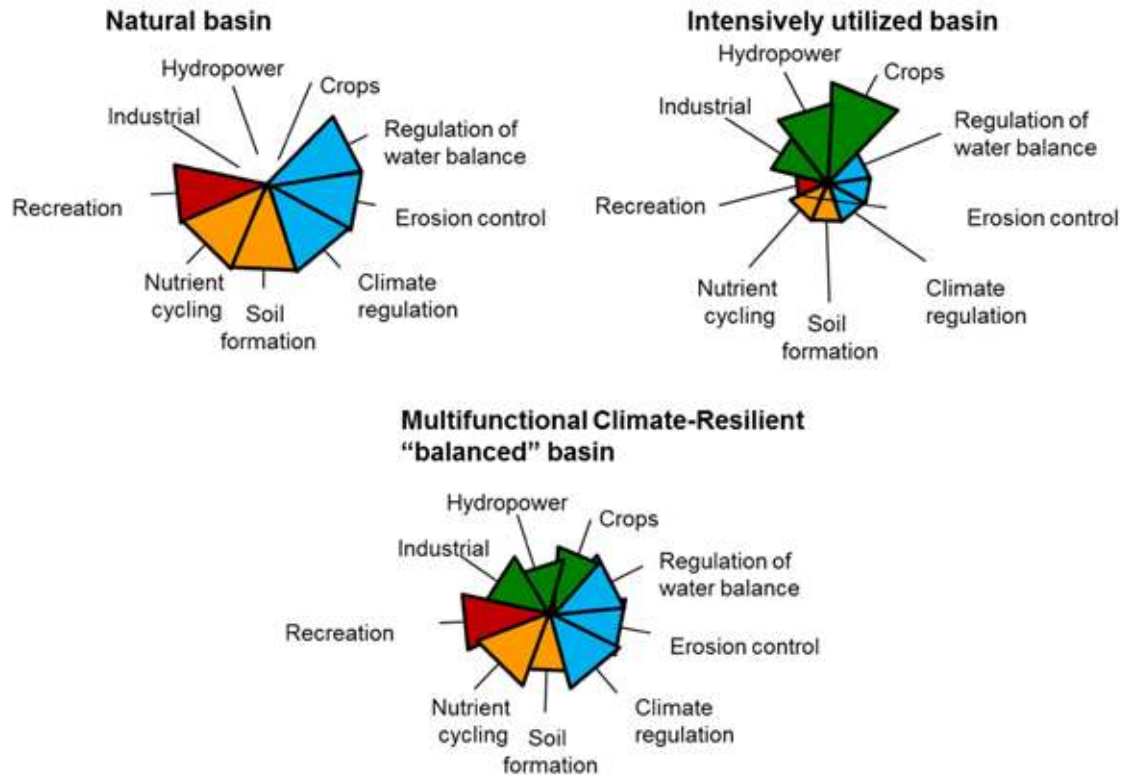 Natural basin
Hydropower
Crops
Industrial
Regulation of
water balance
Recreation
Erosion control
Nutrient
cycling
Soil
formation
Climate
regulation
Intensively utilized basin
Hydropower
Crops
Industrial
Regulation of
water balance
Recreation
Erosion control
Nutrient
cycling
Soil
formation
Climate
regulation
Multifunctional Climate-Resilient
“balanced” basin
Hydropower
Crops
Industrial
Regulation of
water balance
Recreation
Erosion control
Nutrient
cycling
Soil
formation
Climate
regulation